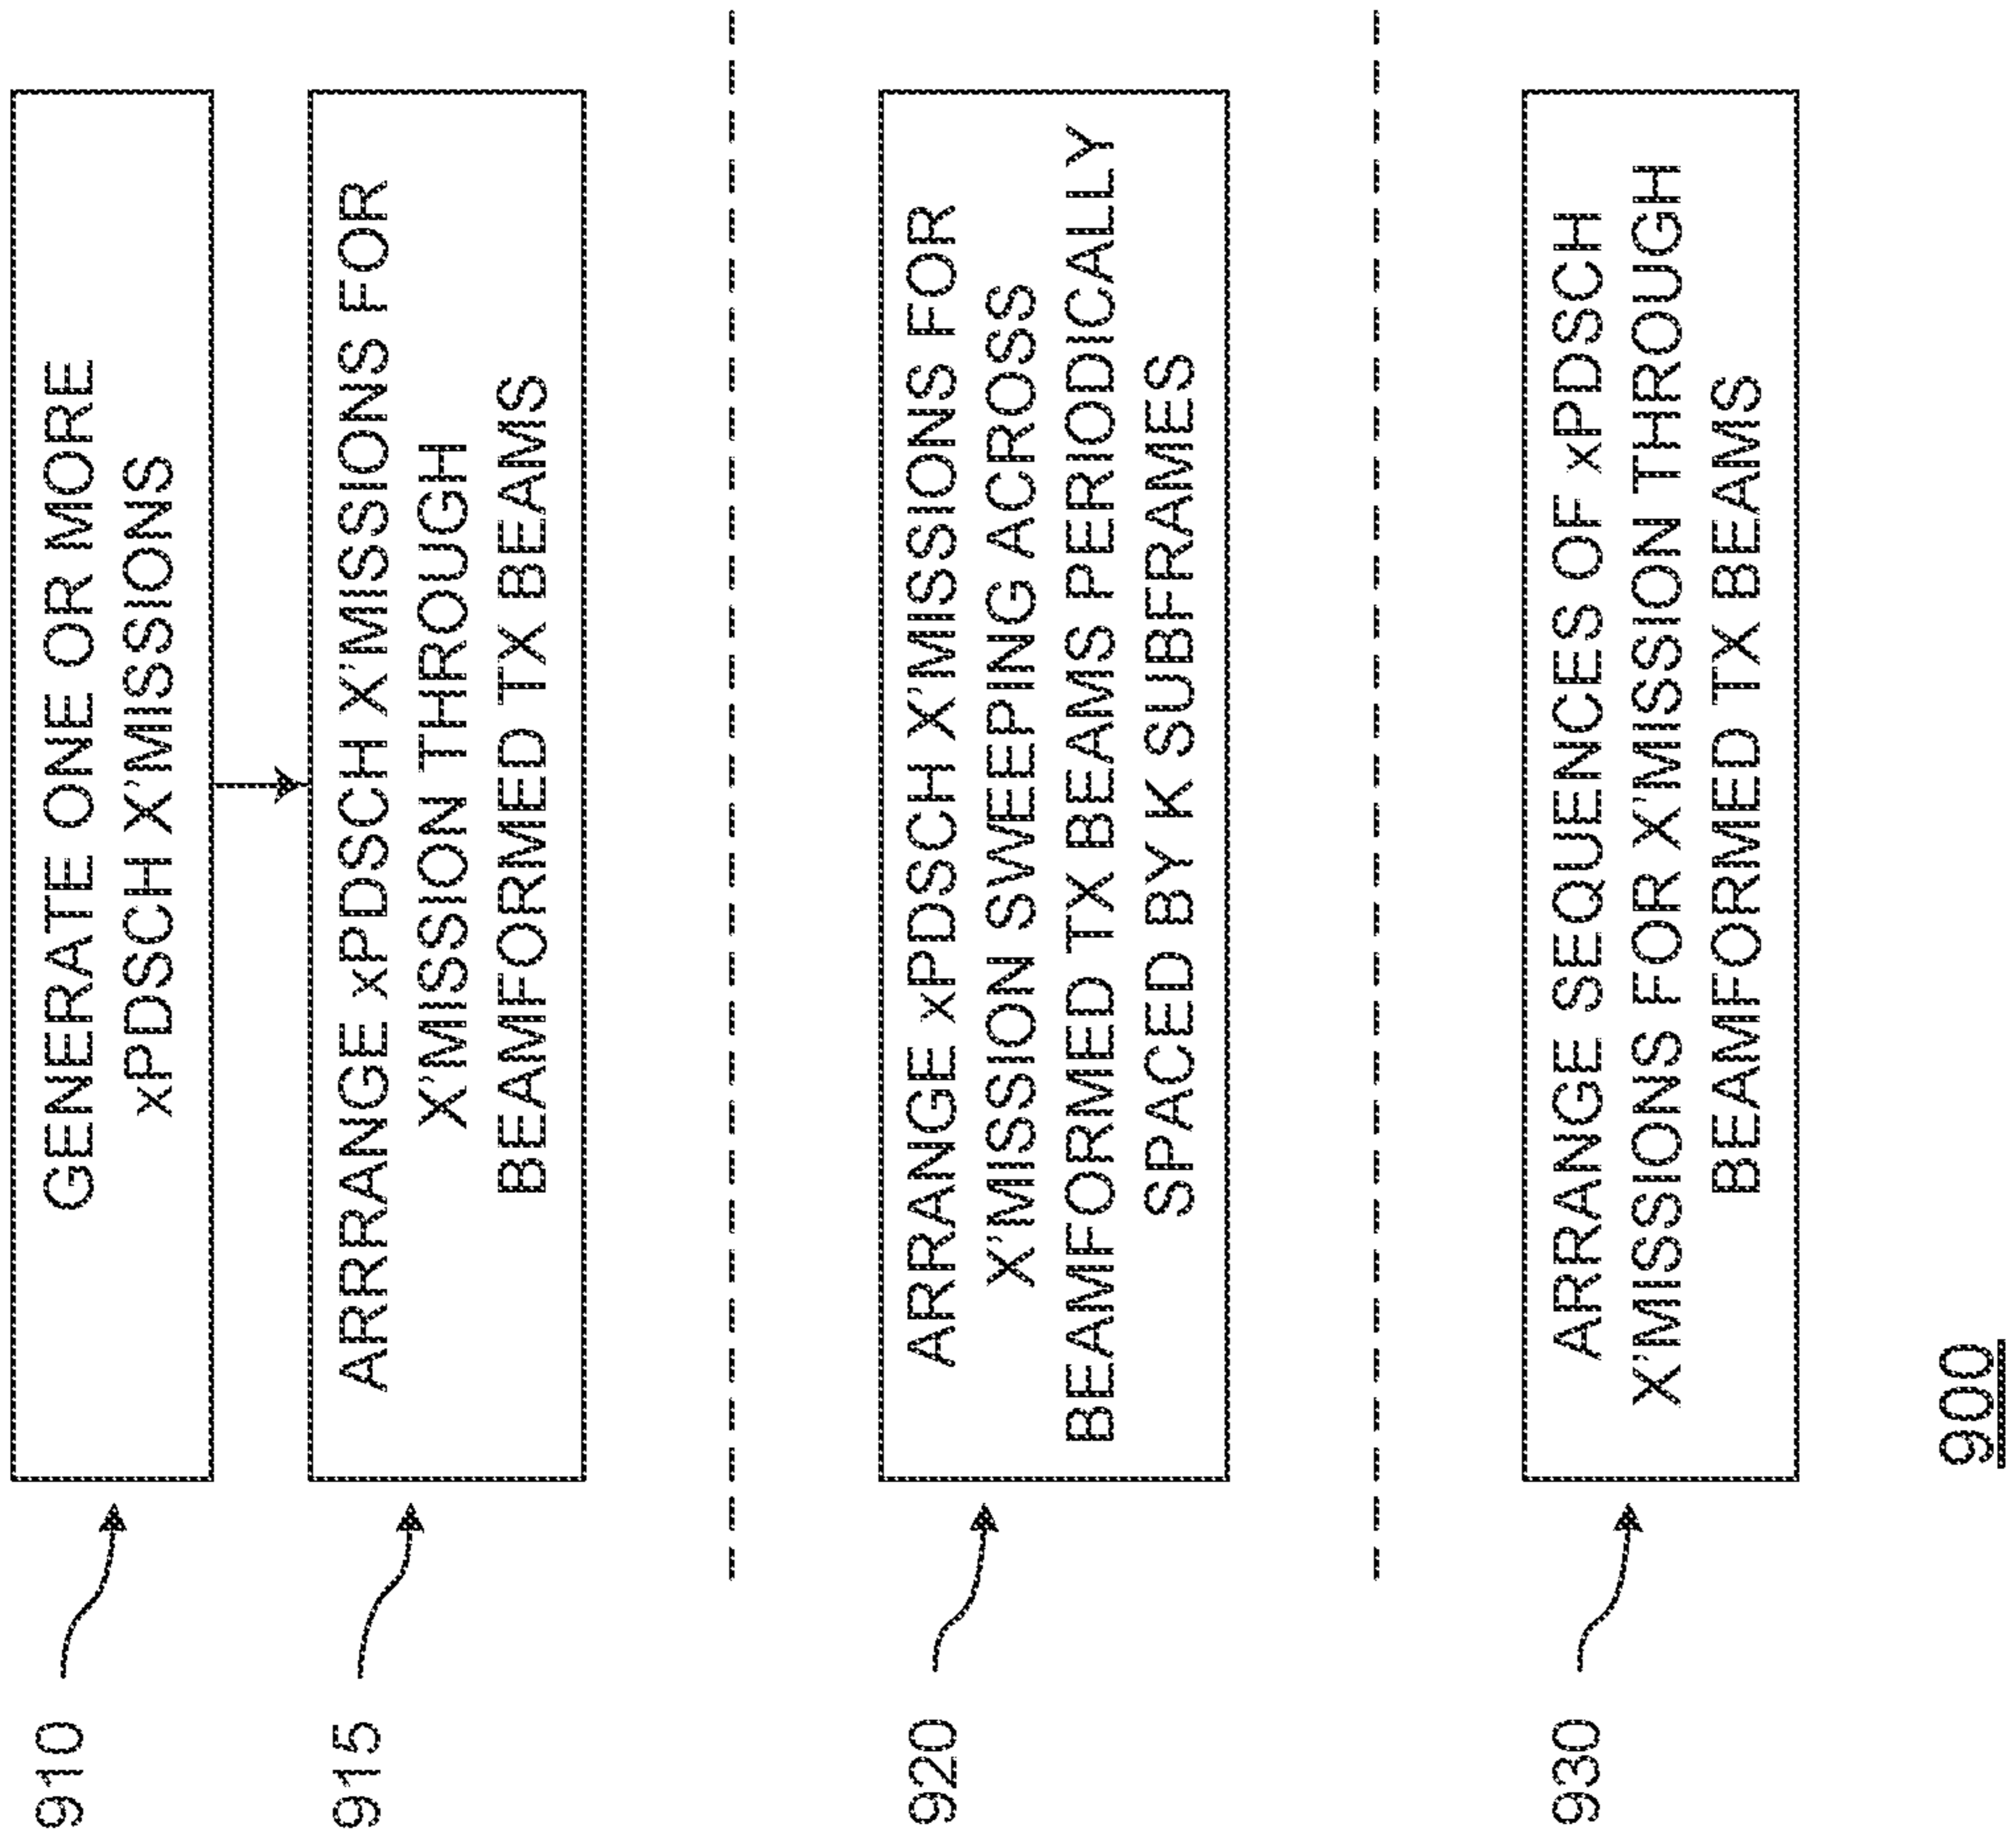 910
GENERATE ONE OR MORE
xPDSCH X'MISSIONS
915
ARRANGE xPDSCH X'MISSIONS FOR
X'MISSION THROUGH
BEAMFORMED TX BEAMS
920
ARRANGE xPDSCH X'MISSIONS FOR
X'MISSION SWEEPING ACROSS
BEAMFORMED TX BEAMS PERIODICALLY
SPACED BY K SUBFRAMES
930
ARRANGE SEQUENCES OF xPDSCH
X'MISSIONS FOR X'MISSION THROUGH
BEAMFORMED TX BEAMS
900